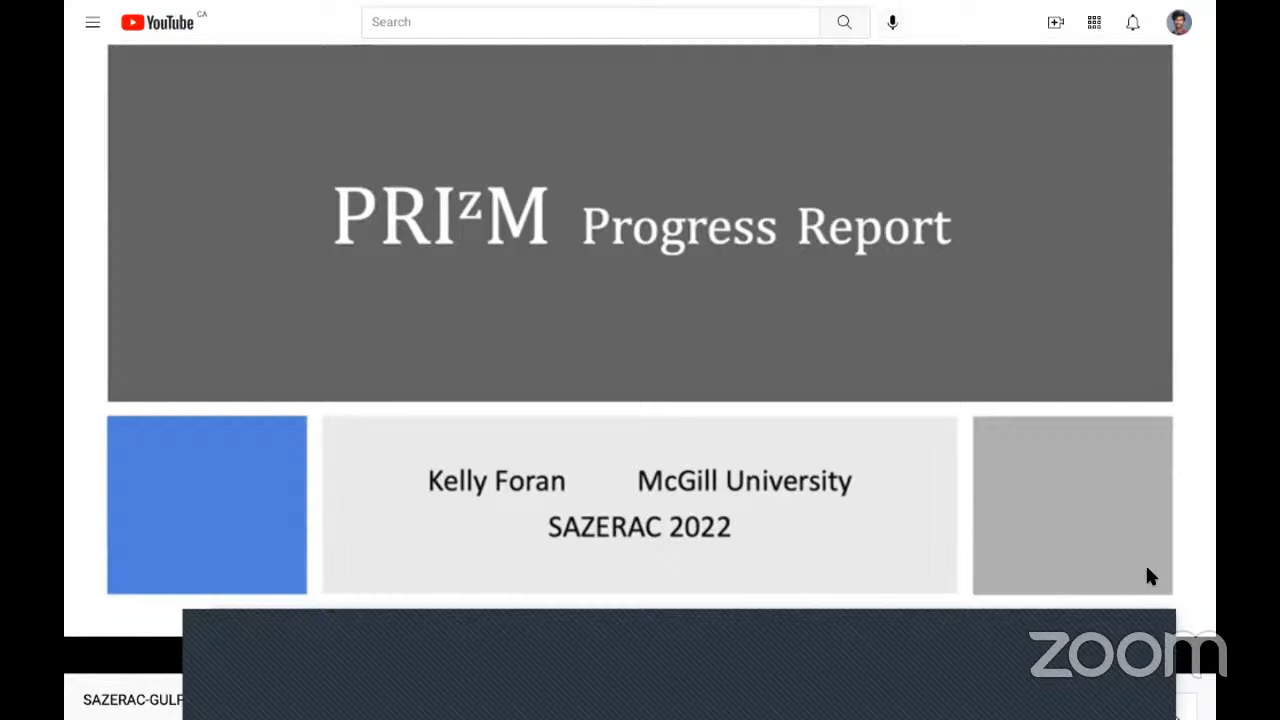 YouTube CA
Search
PRIᶻM Progress Report
Kelly Foran McGill University
SAZERAC 2022
zoom
SAZERAC-GULF